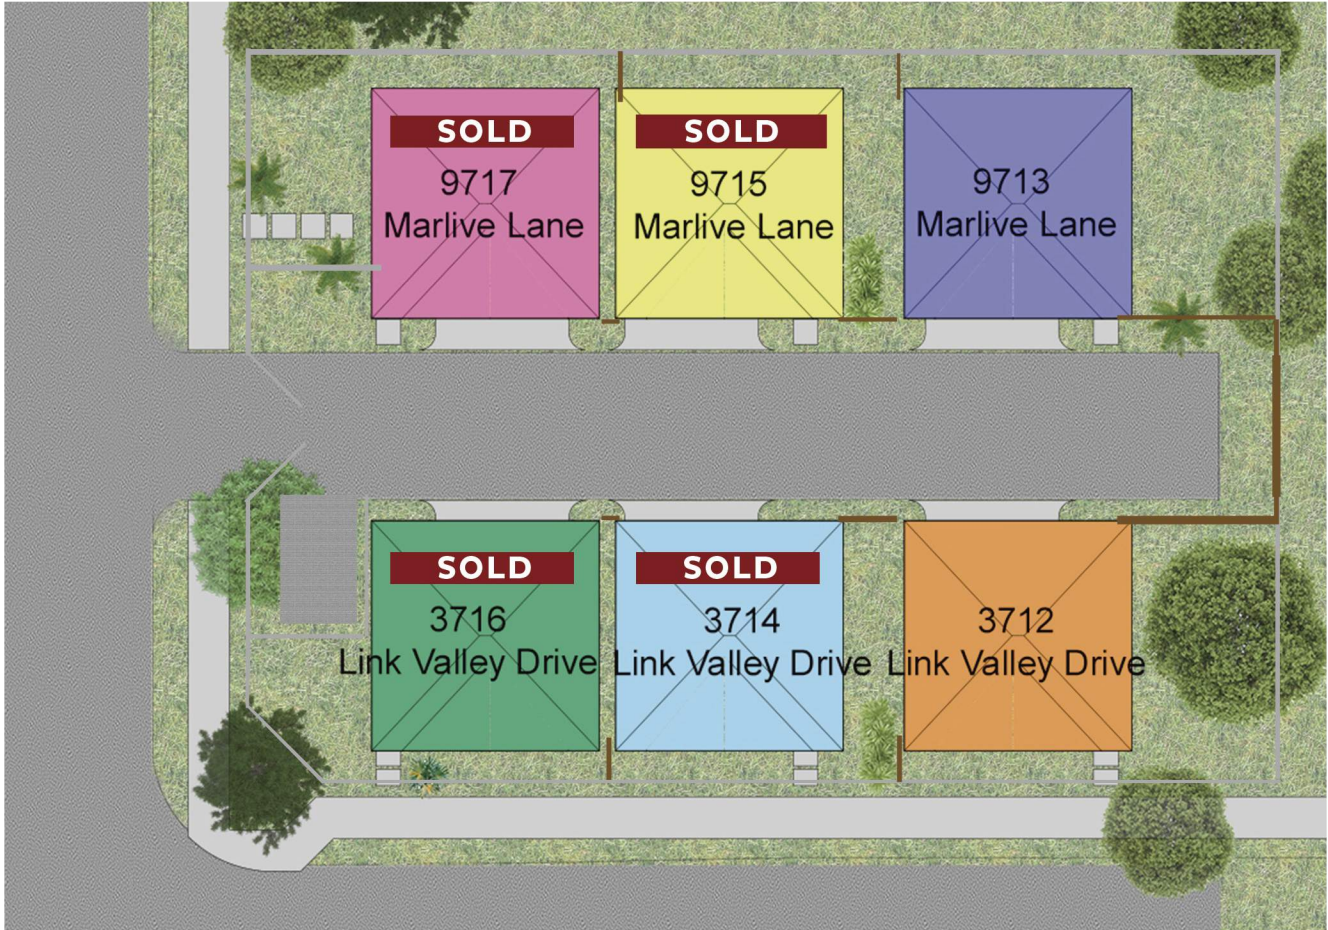 SOLD
9717
Marlive Lane
SOLD
9715
Marlive Lane
9713
Marlive Lane
SOLD
3716
Link Valley Drive
SOLD
3714
Link Valley Drive
3712
Link Valley Drive